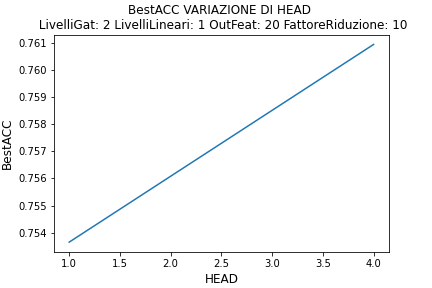 BestACC VARIAZIONE DI HEAD
LivelliGat: 2 LivelliLineari: 1 OutFeat: 20 FattoreRiduzione: 10
BestACC
0.761
0.760
0.759
0.758
0.757
0.756
0.755
0.754
1.0 1.5 2.0 2.5 3.0 3.5 4.0
HEAD